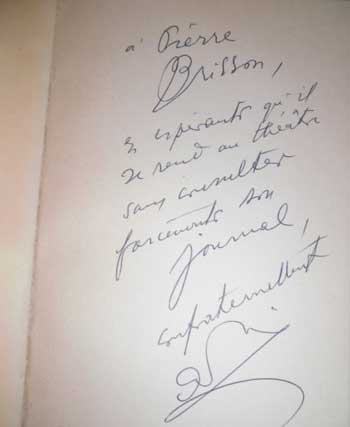 à Pierre
Brisson,
en espérant qu'il
se rend au théâtre
sans consulter
forcément son
journal,
confraternellement